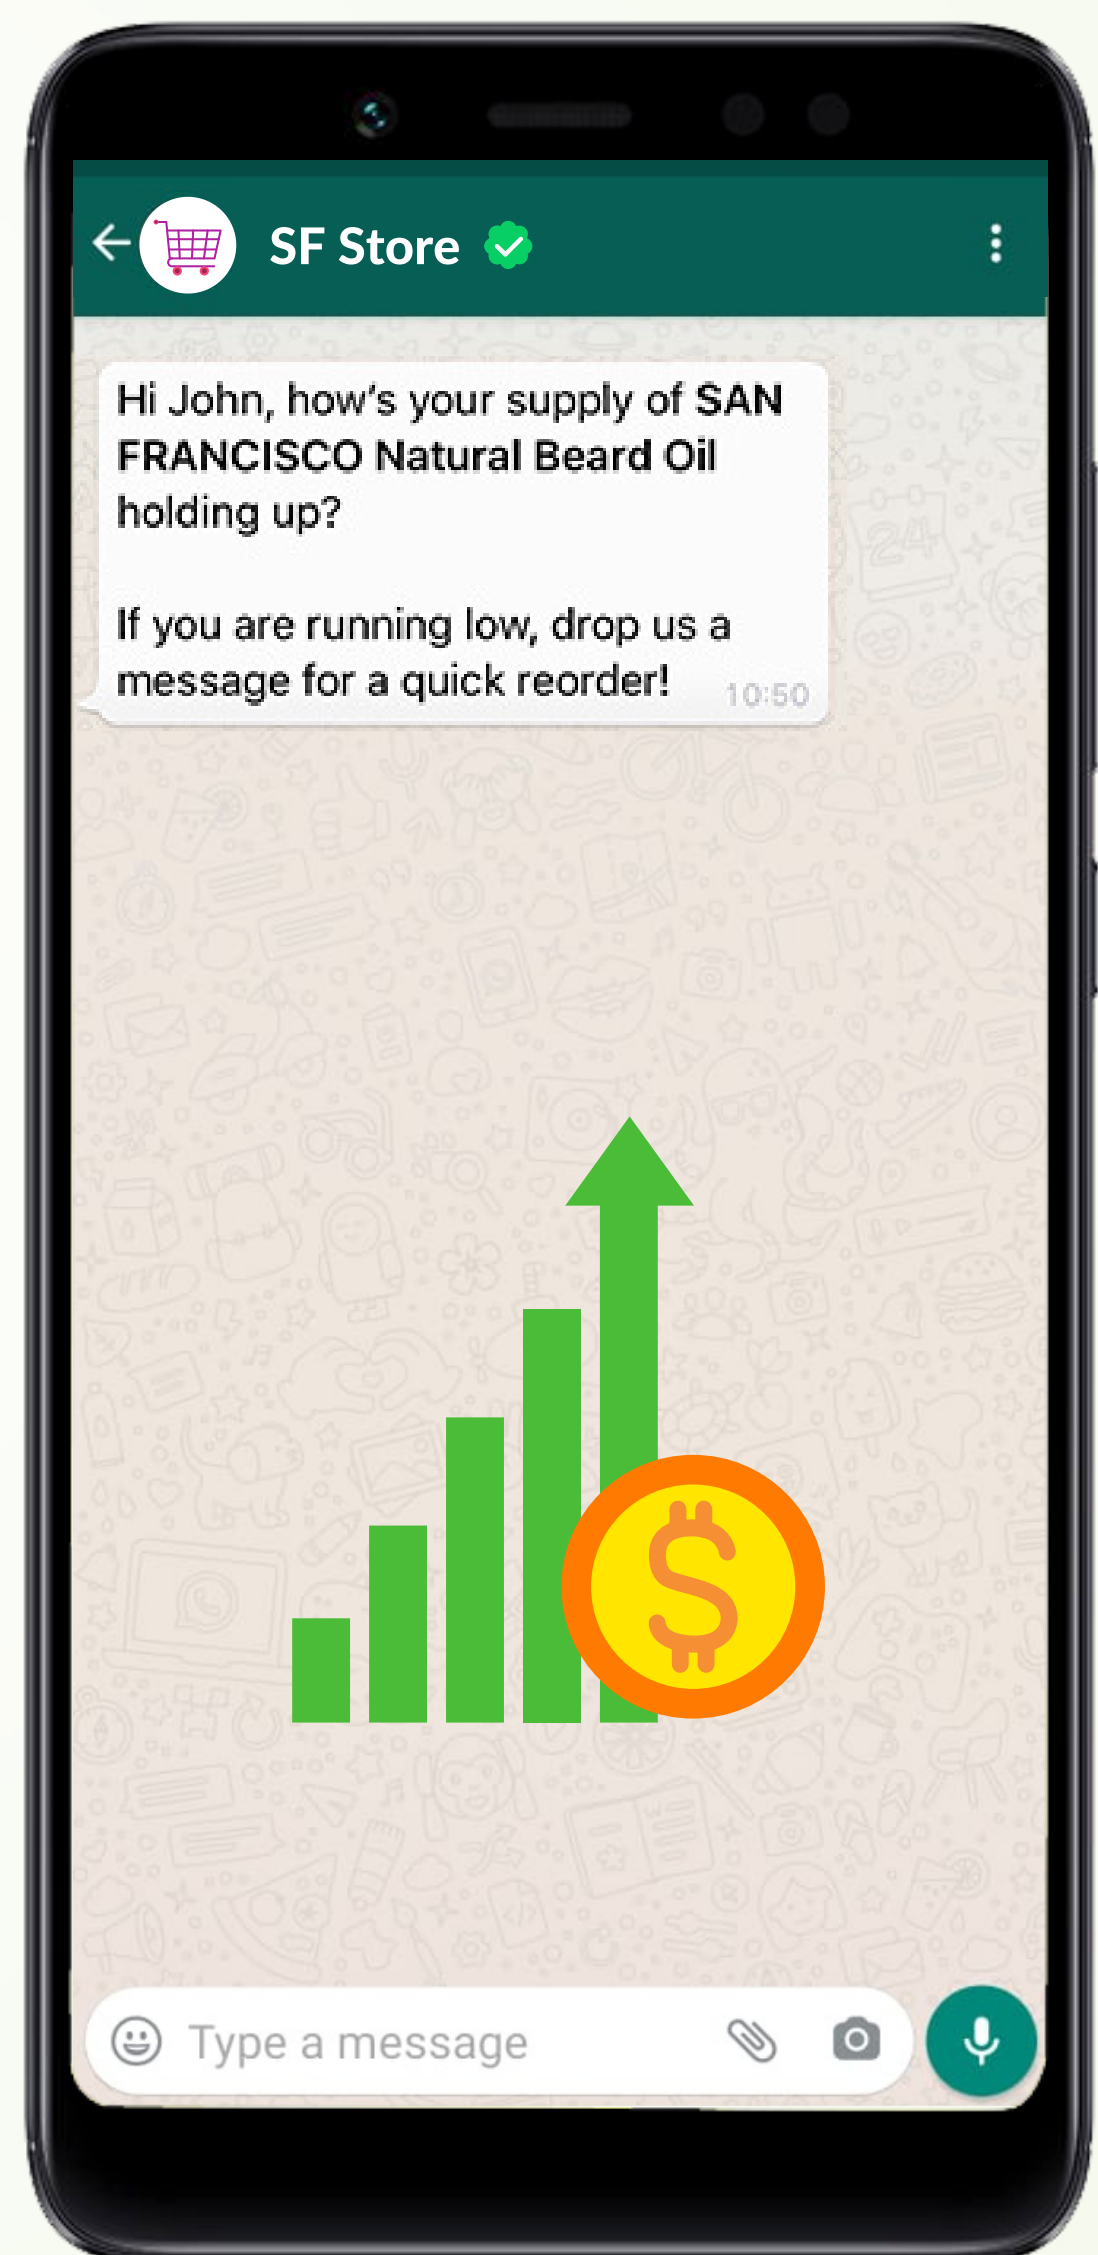 SF Store
Hi John, how's your supply of SAN
FRANCISCO Natural Beard Oil
holding up?
If you are running low, drop us a
message for a quick reorder!
10:50
$
Type a message